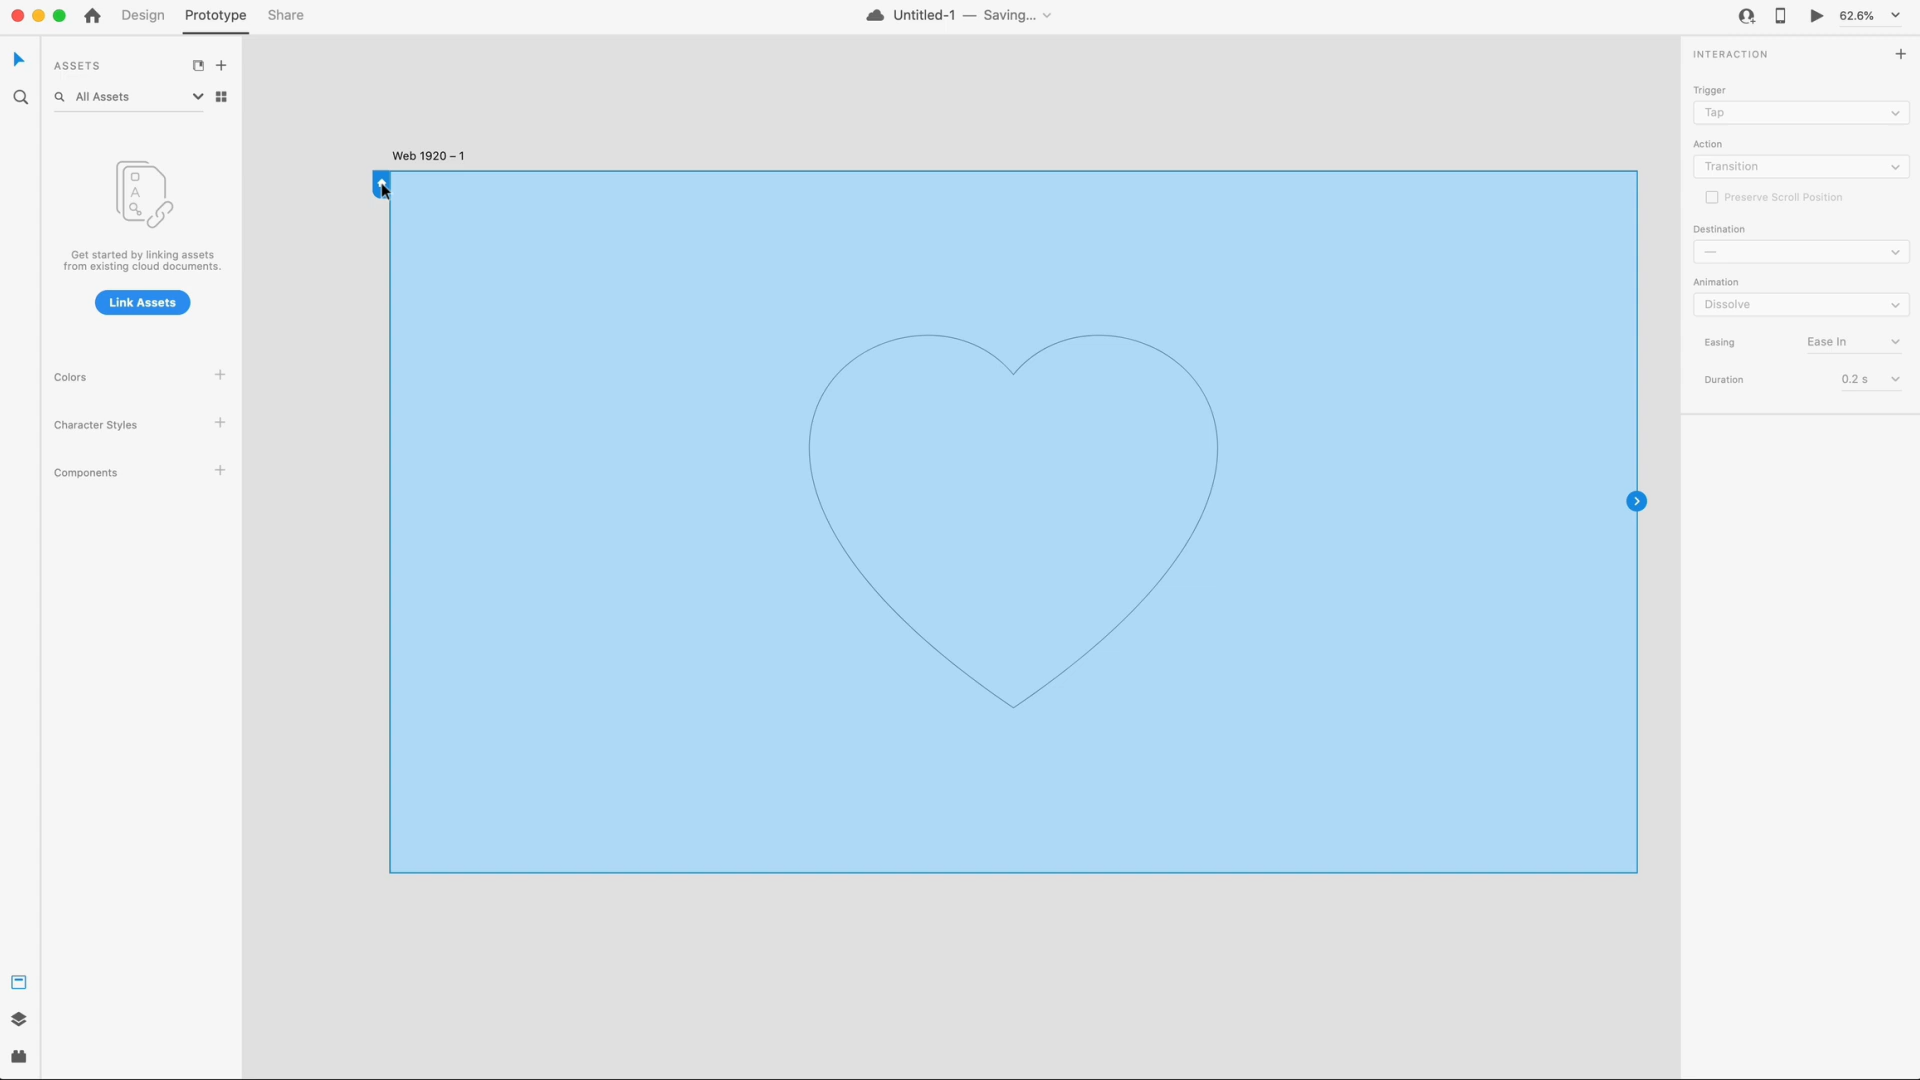 Design Prototype Share
Untitled-1 — Saving...
62.6%
ASSETS
All Assets
A
Get started by linking assets
from existing cloud documents.
Link Assets
Colors
Character Styles
Components
Web 1920 – 1
INTERACTION
Trigger
Tap
Action
Transition
Preserve Scroll Position
Destination
—
Animation
Dissolve
Easing Ease In
Duration 0.2 s